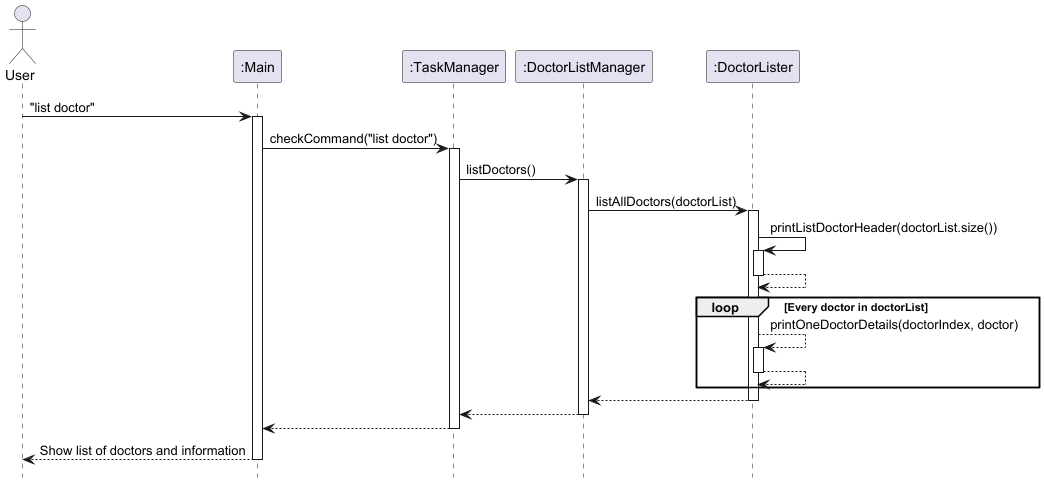 User
:Main
:TaskManager
:DoctorListManager
:DoctorLister
"list doctor"
checkCommand("list doctor")
listDoctors()
listAllDoctors(doctorList)
printListDoctorHeader(doctorList.size())
loop
[Every doctor in doctorList]
printOneDoctorDetails(doctorIndex, doctor)
Show list of doctors and information